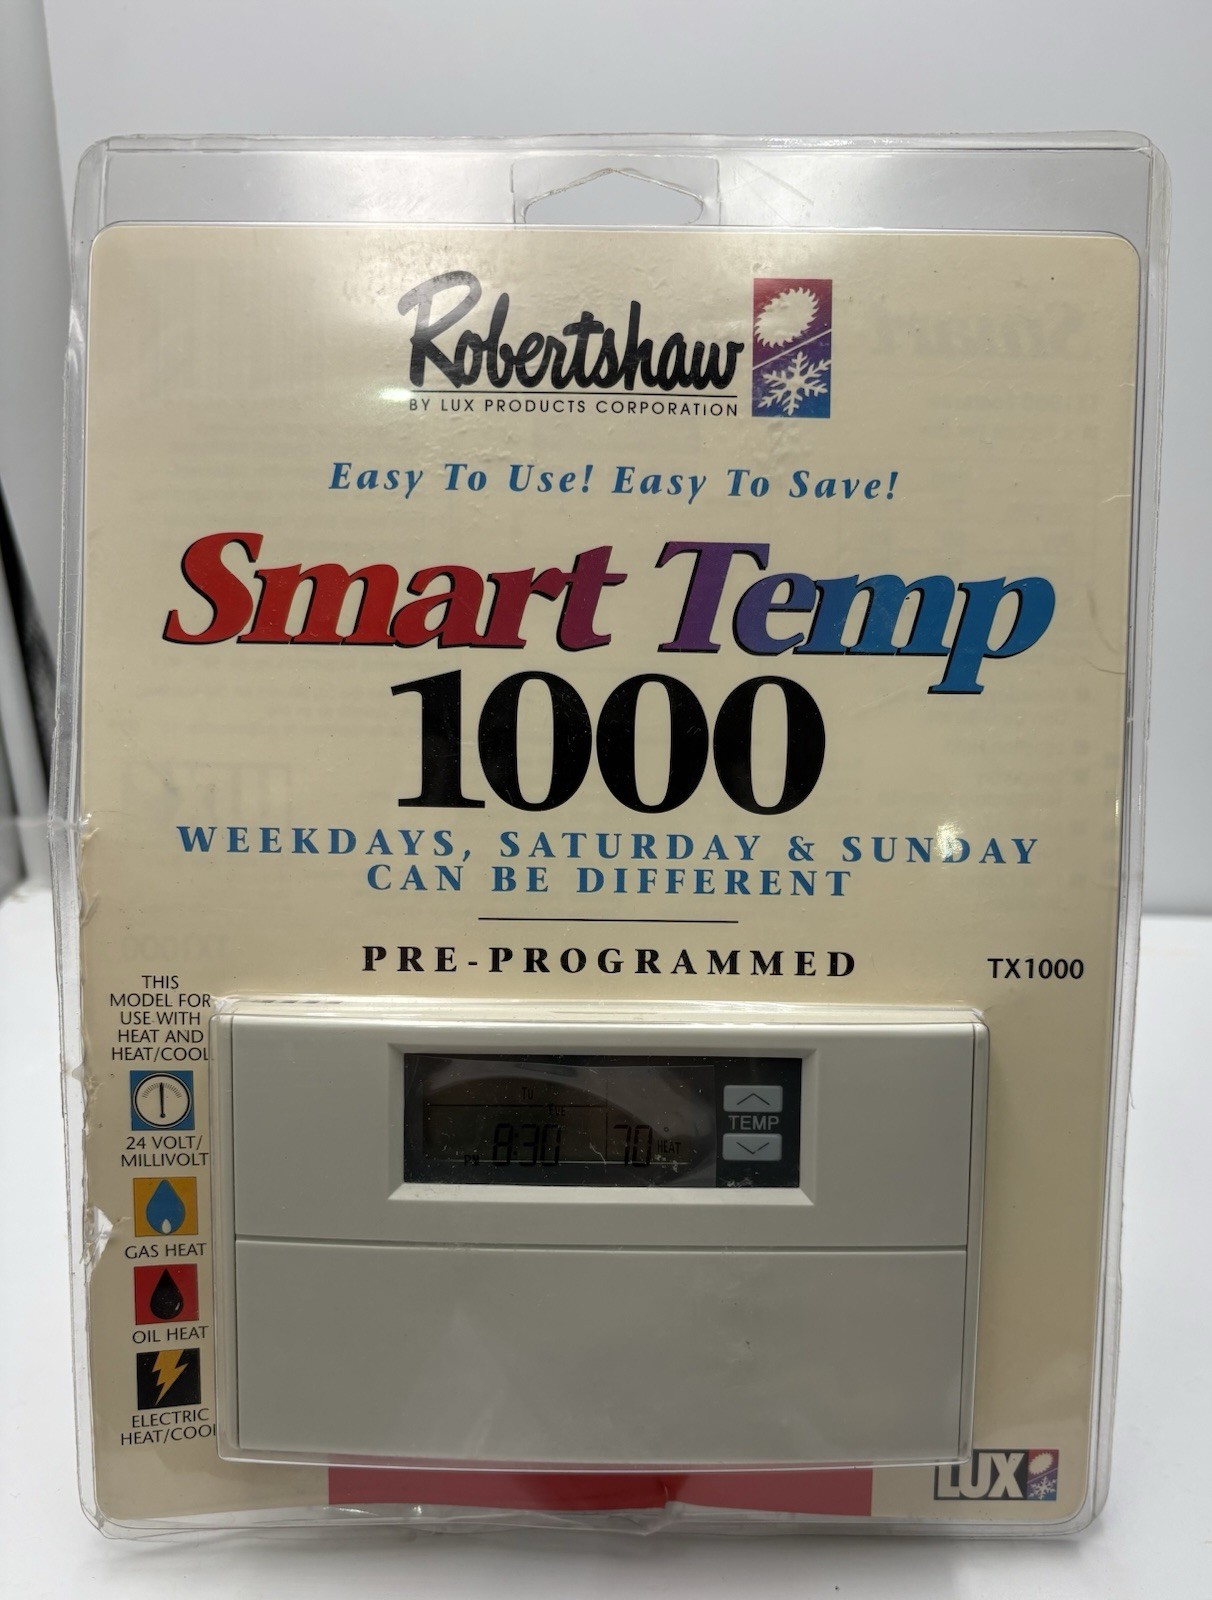 Robertshaw
BY LUX PRODUCTS CORPORATION
Easy To Use! Easy To Save!
Smart Temp
1000
WEEKDAYS, SATURDAY & SUNDAY
CAN BE DIFFERENT
PRE-PROGRAMMED
TX1000
THIS
MODEL FOR
USE WITH
HEAT AND
HEAT/COOL
24 VOLT/
MILLIVOLT
GAS HEAT
OIL HEAT
ELECTRIC
HEAT/COOL
TU
EVE
8:30
70° HEAT
TEMP
LUX